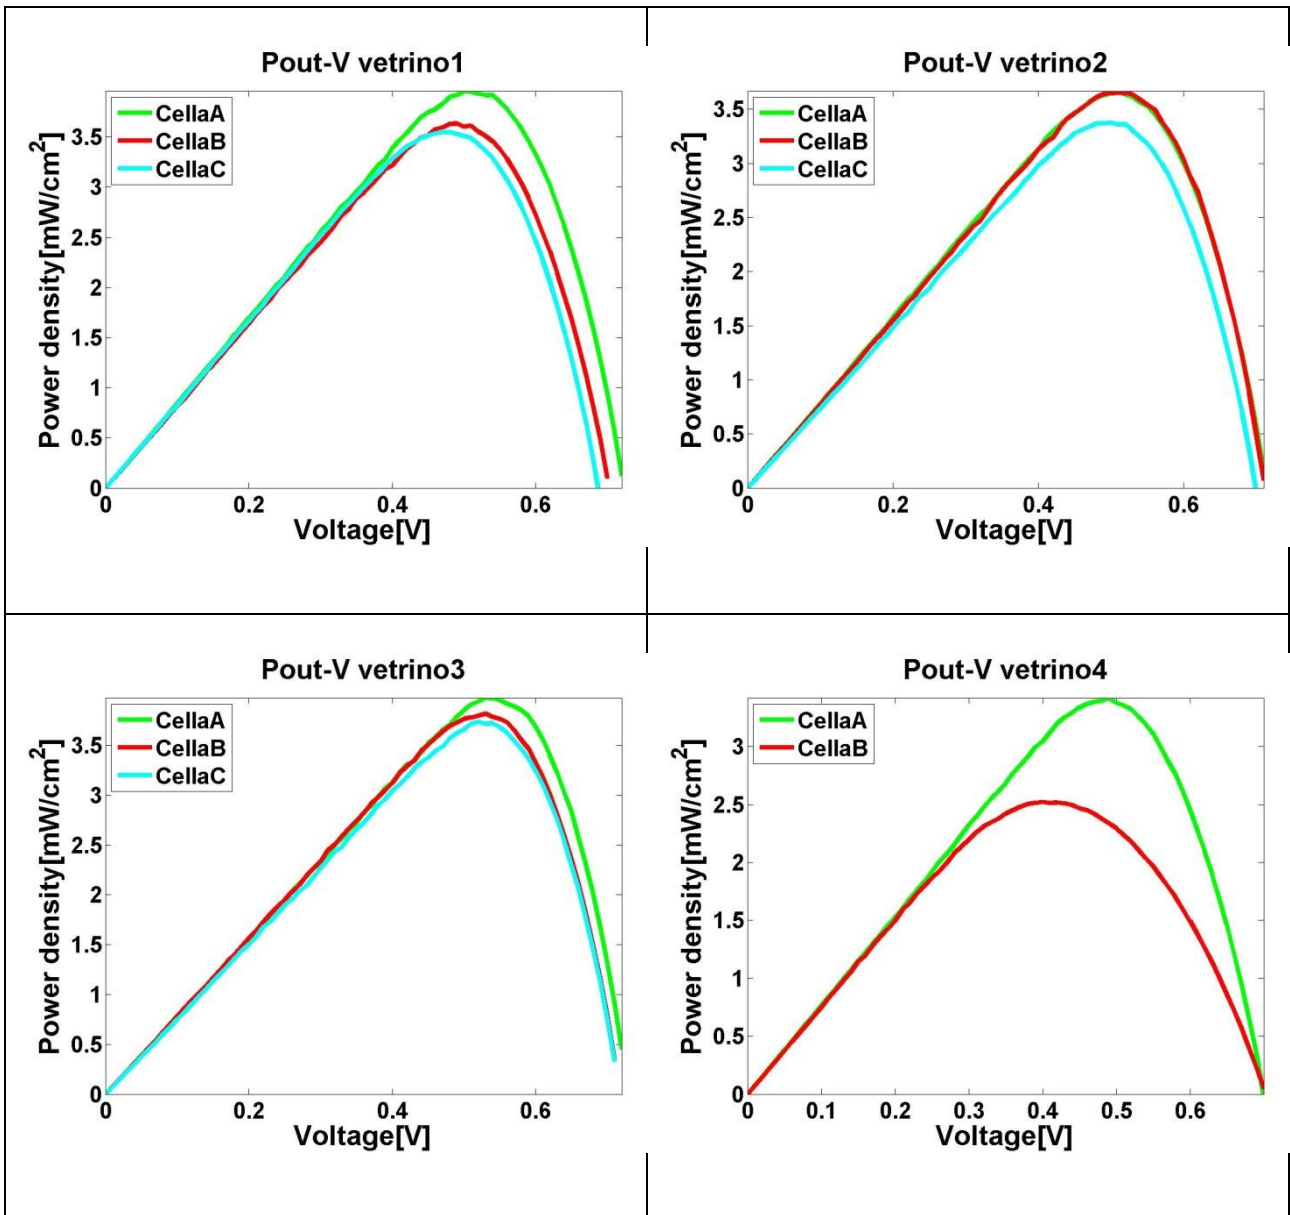 Pout-V vetrino1
CellaA
CellaB
CellaC
Power density[mW/cm²]
3.5
3
2.5
2
1.5
1
0.5
0
0 0.2 0.4 0.6
Voltage[V]
Pout-V vetrino2
CellaA
CellaB
CellaC
Power density[mW/cm²]
3.5
3
2.5
2
1.5
1
0.5
0
0 0.2 0.4 0.6
Voltage[V]
Pout-V vetrino3
CellaA
CellaB
CellaC
Power density[mW/cm²]
3.5
3
2.5
2
1.5
1
0.5
0
0 0.2 0.4 0.6
Voltage[V]
Pout-V vetrino4
CellaA
CellaB
Power density[mW/cm²]
3
2.5
2
1.5
1
0.5
0
0 0.1 0.2 0.3 0.4 0.5 0.6
Voltage[V]